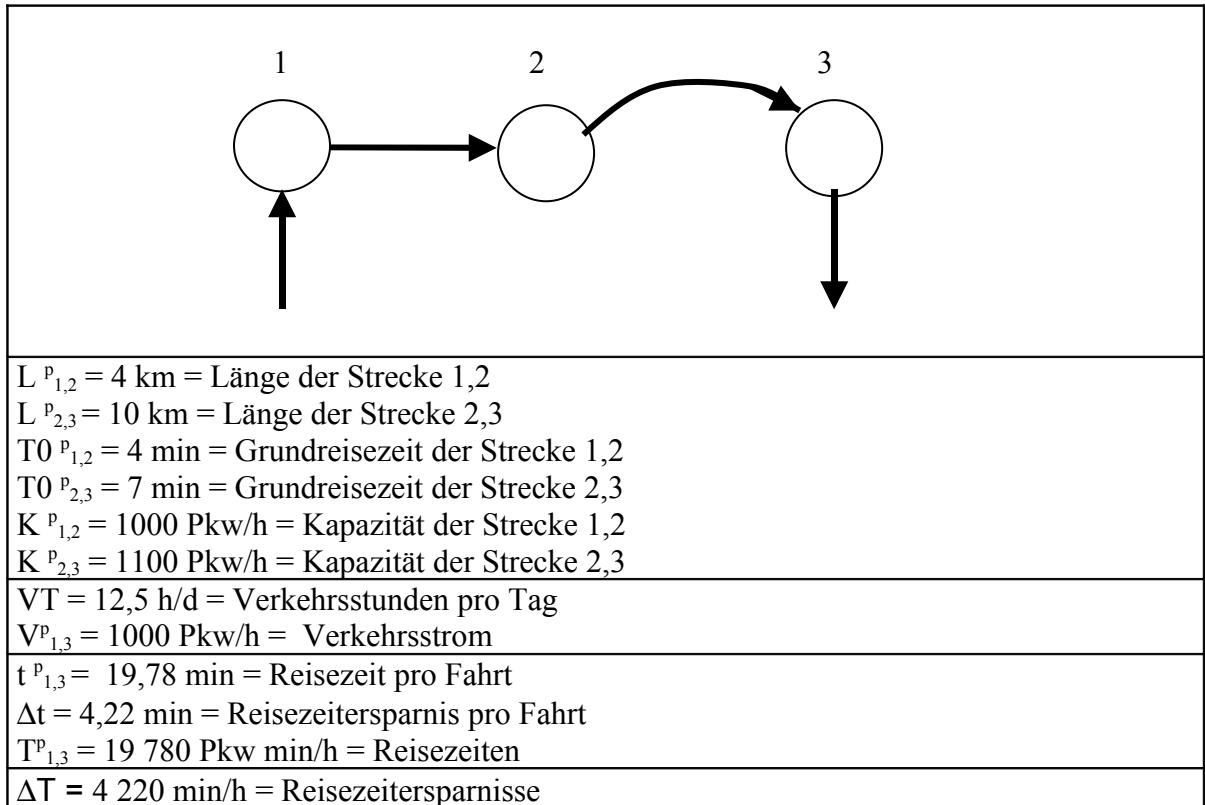 1 2 3
L ᵖ₁,₂ = 4 km = Länge der Strecke 1,2
L ᵖ₂,₃ = 10 km = Länge der Strecke 2,3
T0 ᵖ₁,₂ = 4 min = Grundreisezeit der Strecke 1,2
T0 ᵖ₂,₃ = 7 min = Grundreisezeit der Strecke 2,3
K ᵖ₁,₂ = 1000 Pkw/h = Kapazität der Strecke 1,2
K ᵖ₂,₃ = 1100 Pkw/h = Kapazität der Strecke 2,3
VT = 12,5 h/d = Verkehrsstunden pro Tag
Vᵖ₁,₃ = 1000 Pkw/h = Verkehrsstrom
t ᵖ₁,₃ = 19,78 min = Reisezeit pro Fahrt
Δt = 4,22 min = Reisezeitersparnis pro Fahrt
Tᵖ₁,₃ = 19 780 Pkw min/h = Reisezeiten
ΔT = 4 220 min/h = Reisezeitersparnisse